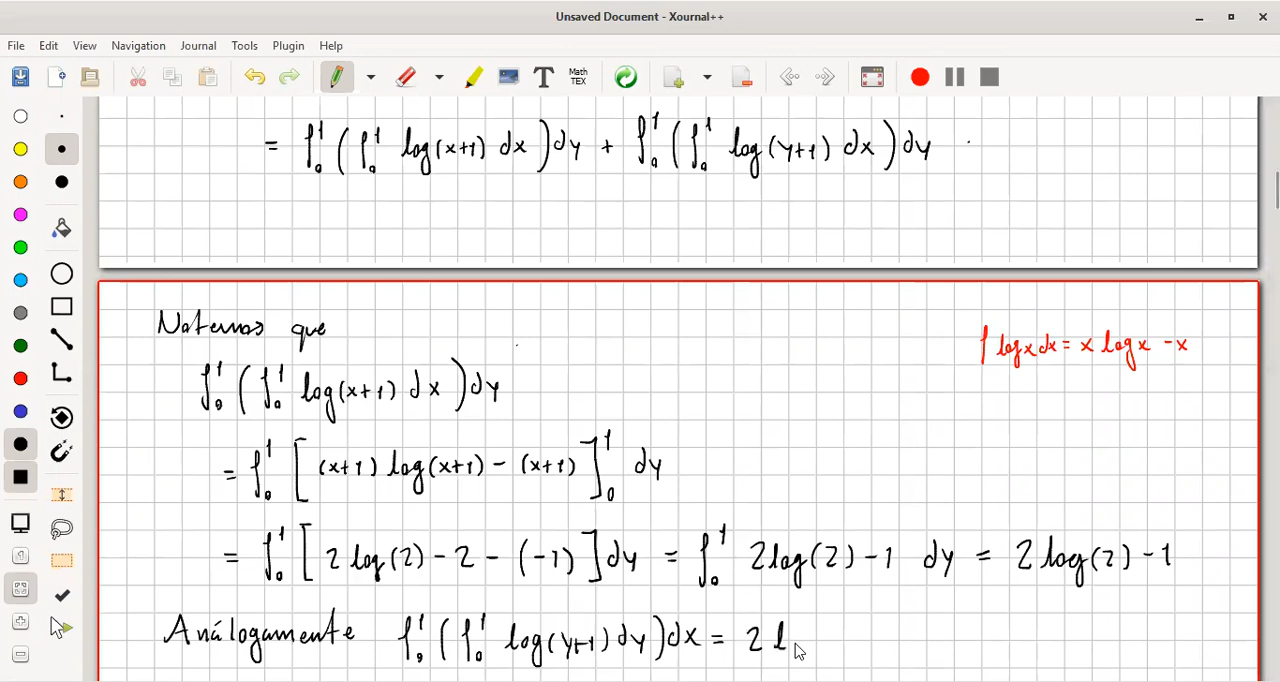 Unsaved Document - Xournal++
File Edit View Navigation Journal Tools Plugin Help
Math TEX
= ∫₀¹ (∫₀¹ log(x+1) dx) dy + ∫₀¹ (∫₀¹ log(y+1) dx) dy
Notemos que
∫ log x dx = x log x - x
∫₀¹ (∫₀¹ log(x+1) dx) dy
= ∫₀¹ [(x+1) log(x+1) - (x+1)]₀¹ dy
= ∫₀¹ [2 log(2) - 2 - (-1)] dy = ∫₀¹ 2log(2) - 1 dy = 2 log(2) - 1
Análogamente ∫₀¹ (∫₀¹ log(y+1) dy) dx = 2 l